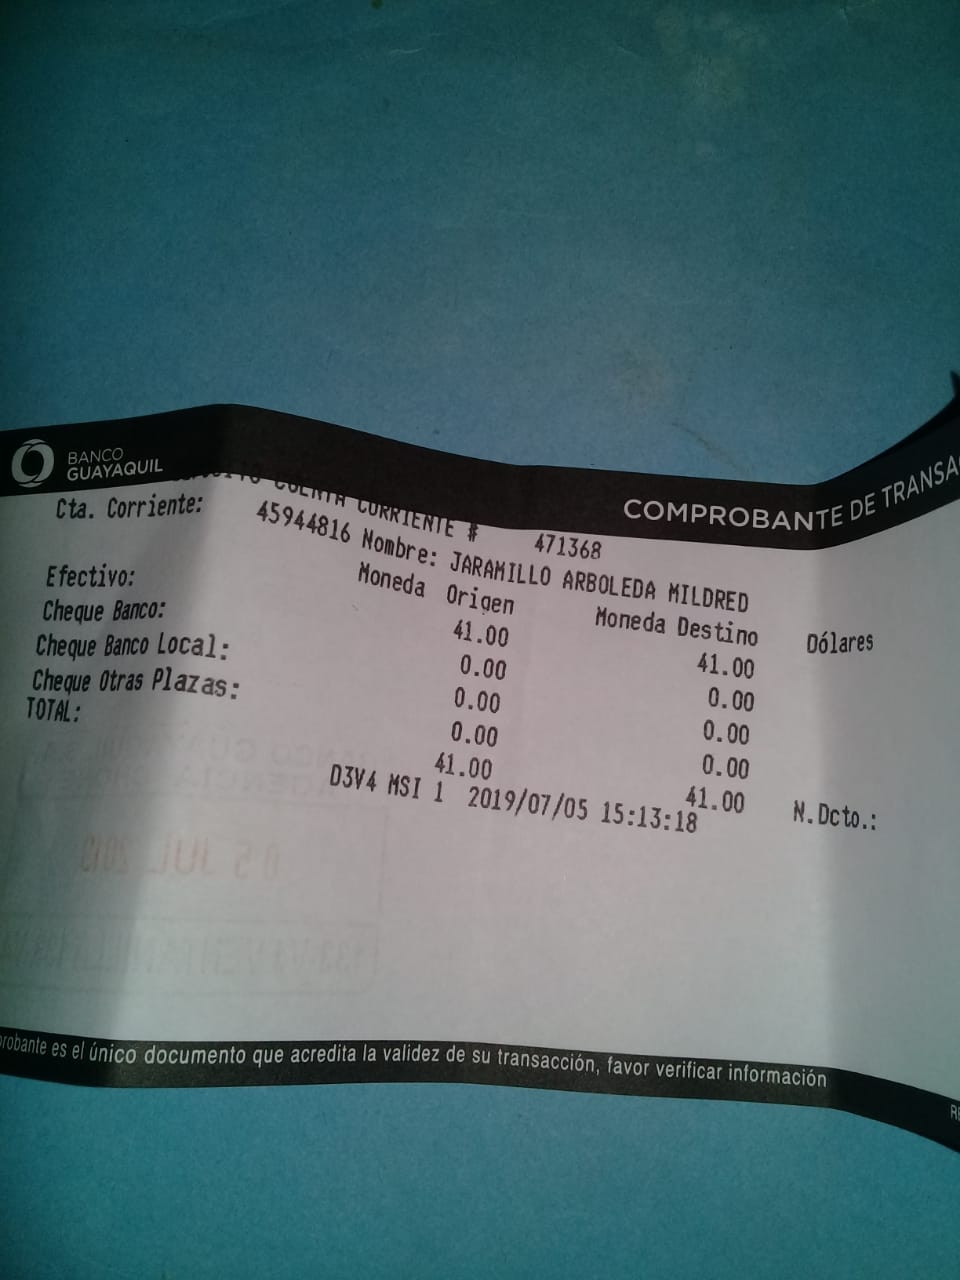 BANCO
GUAYAQUIL
COMPROBANTE DE
CUENTA CORRIENTE # 471368
Cta. Corriente: 45944816 Nombre: JARAMILLO ARBOLEDA MILDRED
Moneda Origen Moneda Destino Dólares
Efectivo: 41.00 41.00
Cheque Banco: 0.00 0.00
Cheque Banco Local: 0.00 0.00
Cheque Otras Plazas: 0.00 0.00
TOTAL: 41.00 41.00 N.Dcto.:
D3V4 MSI 1 2019/07/05 15:13:18
05 JUL 2019
es el único documento que acredita la validez de su transacción, favor verificar información